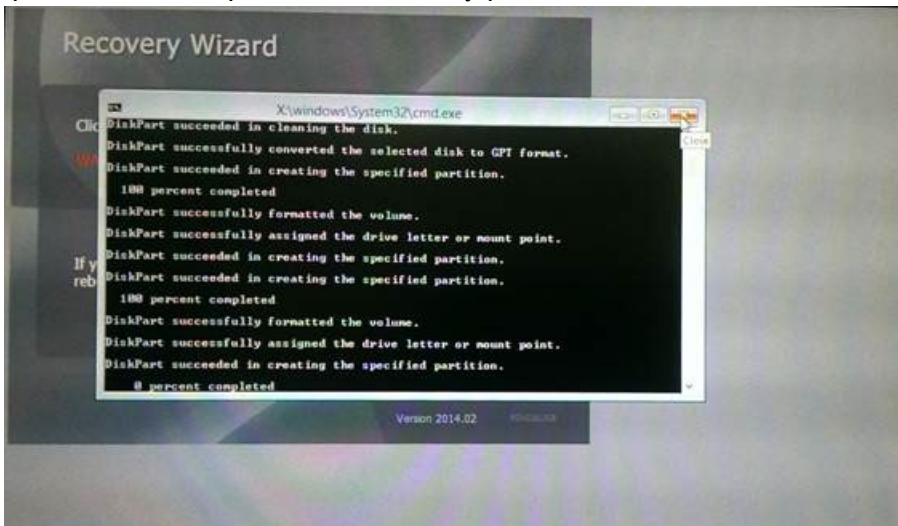 Recovery Wizard
X:\windows\System32\cmd.exe
Clic
DiskPart succeeded in cleaning the disk.
Close
DiskPart successfully converted the selected disk to GPT format.
WA
DiskPart succeeded in creating the specified partition.
100 percent completed
DiskPart successfully formatted the volume.
DiskPart successfully assigned the drive letter or mount point.
DiskPart succeeded in creating the specified partition.
If y
reb
DiskPart succeeded in creating the specified partition.
100 percent completed
DiskPart successfully formatted the volume.
DiskPart successfully assigned the drive letter or mount point.
DiskPart succeeded in creating the specified partition.
0 percent completed
Version 2014.02